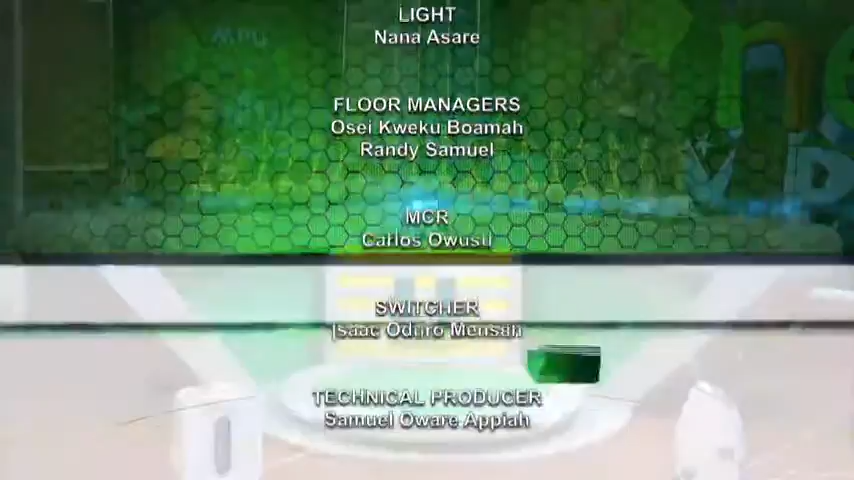 LIGHT
Nana Asare
FLOOR MANAGERS
Osei Kweku Boamah
Randy Samuel
MCR
Carlos Owusu
SWITCHER
Isaac Oduro Mensah
TECHNICAL PRODUCER
Samuel Oware Appiah